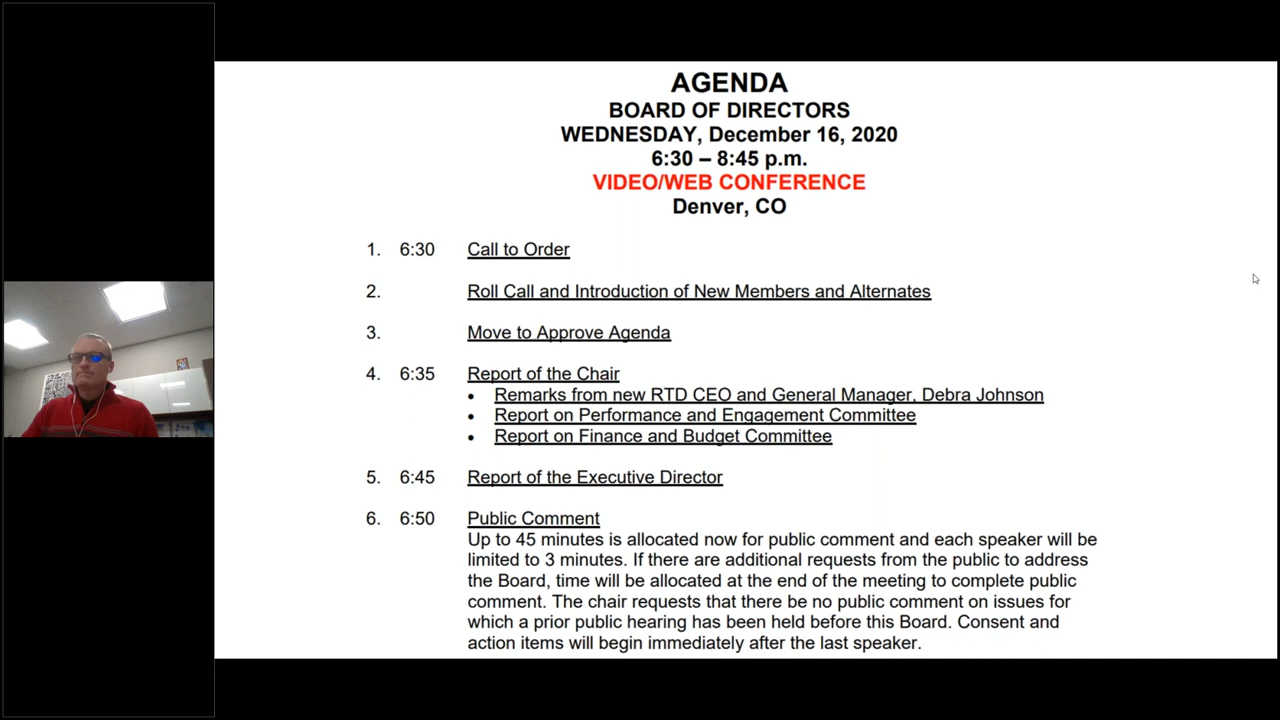 AGENDA
BOARD OF DIRECTORS
WEDNESDAY, December 16, 2020
6:30 – 8:45 p.m.
VIDEO/WEB CONFERENCE
Denver, CO
1. 6:30 Call to Order
2. Roll Call and Introduction of New Members and Alternates
3. Move to Approve Agenda
4. 6:35 Report of the Chair
• Remarks from new RTD CEO and General Manager, Debra Johnson
• Report on Performance and Engagement Committee
• Report on Finance and Budget Committee
5. 6:45 Report of the Executive Director
6. 6:50 Public Comment
Up to 45 minutes is allocated now for public comment and each speaker will be
limited to 3 minutes. If there are additional requests from the public to address
the Board, time will be allocated at the end of the meeting to complete public
comment. The chair requests that there be no public comment on issues for
which a prior public hearing has been held before this Board. Consent and
action items will begin immediately after the last speaker.